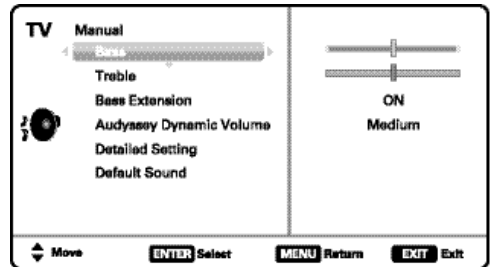 TV
Manual
Bass
Treble
Bass Extension ON
Audyssey Dynamic Volume Medium
Detailed Setting
Default Sound
Move ENTER Select MENU Return EXIT Exit